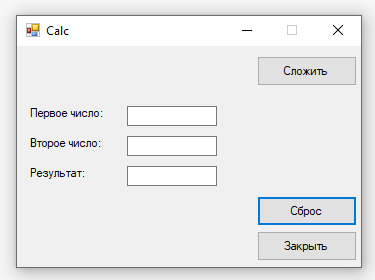 Calc
Сложить
Первое число:
Второе число:
Результат:
Сброс
Закрыть